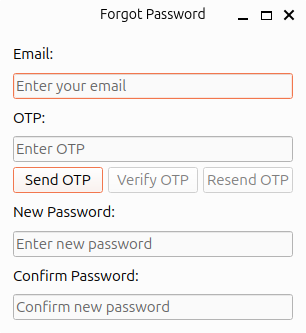 Forgot Password
Email:
Enter your email
OTP:
Enter OTP
Send OTP Verify OTP Resend OTP
New Password:
Enter new password
Confirm Password:
Confirm new password